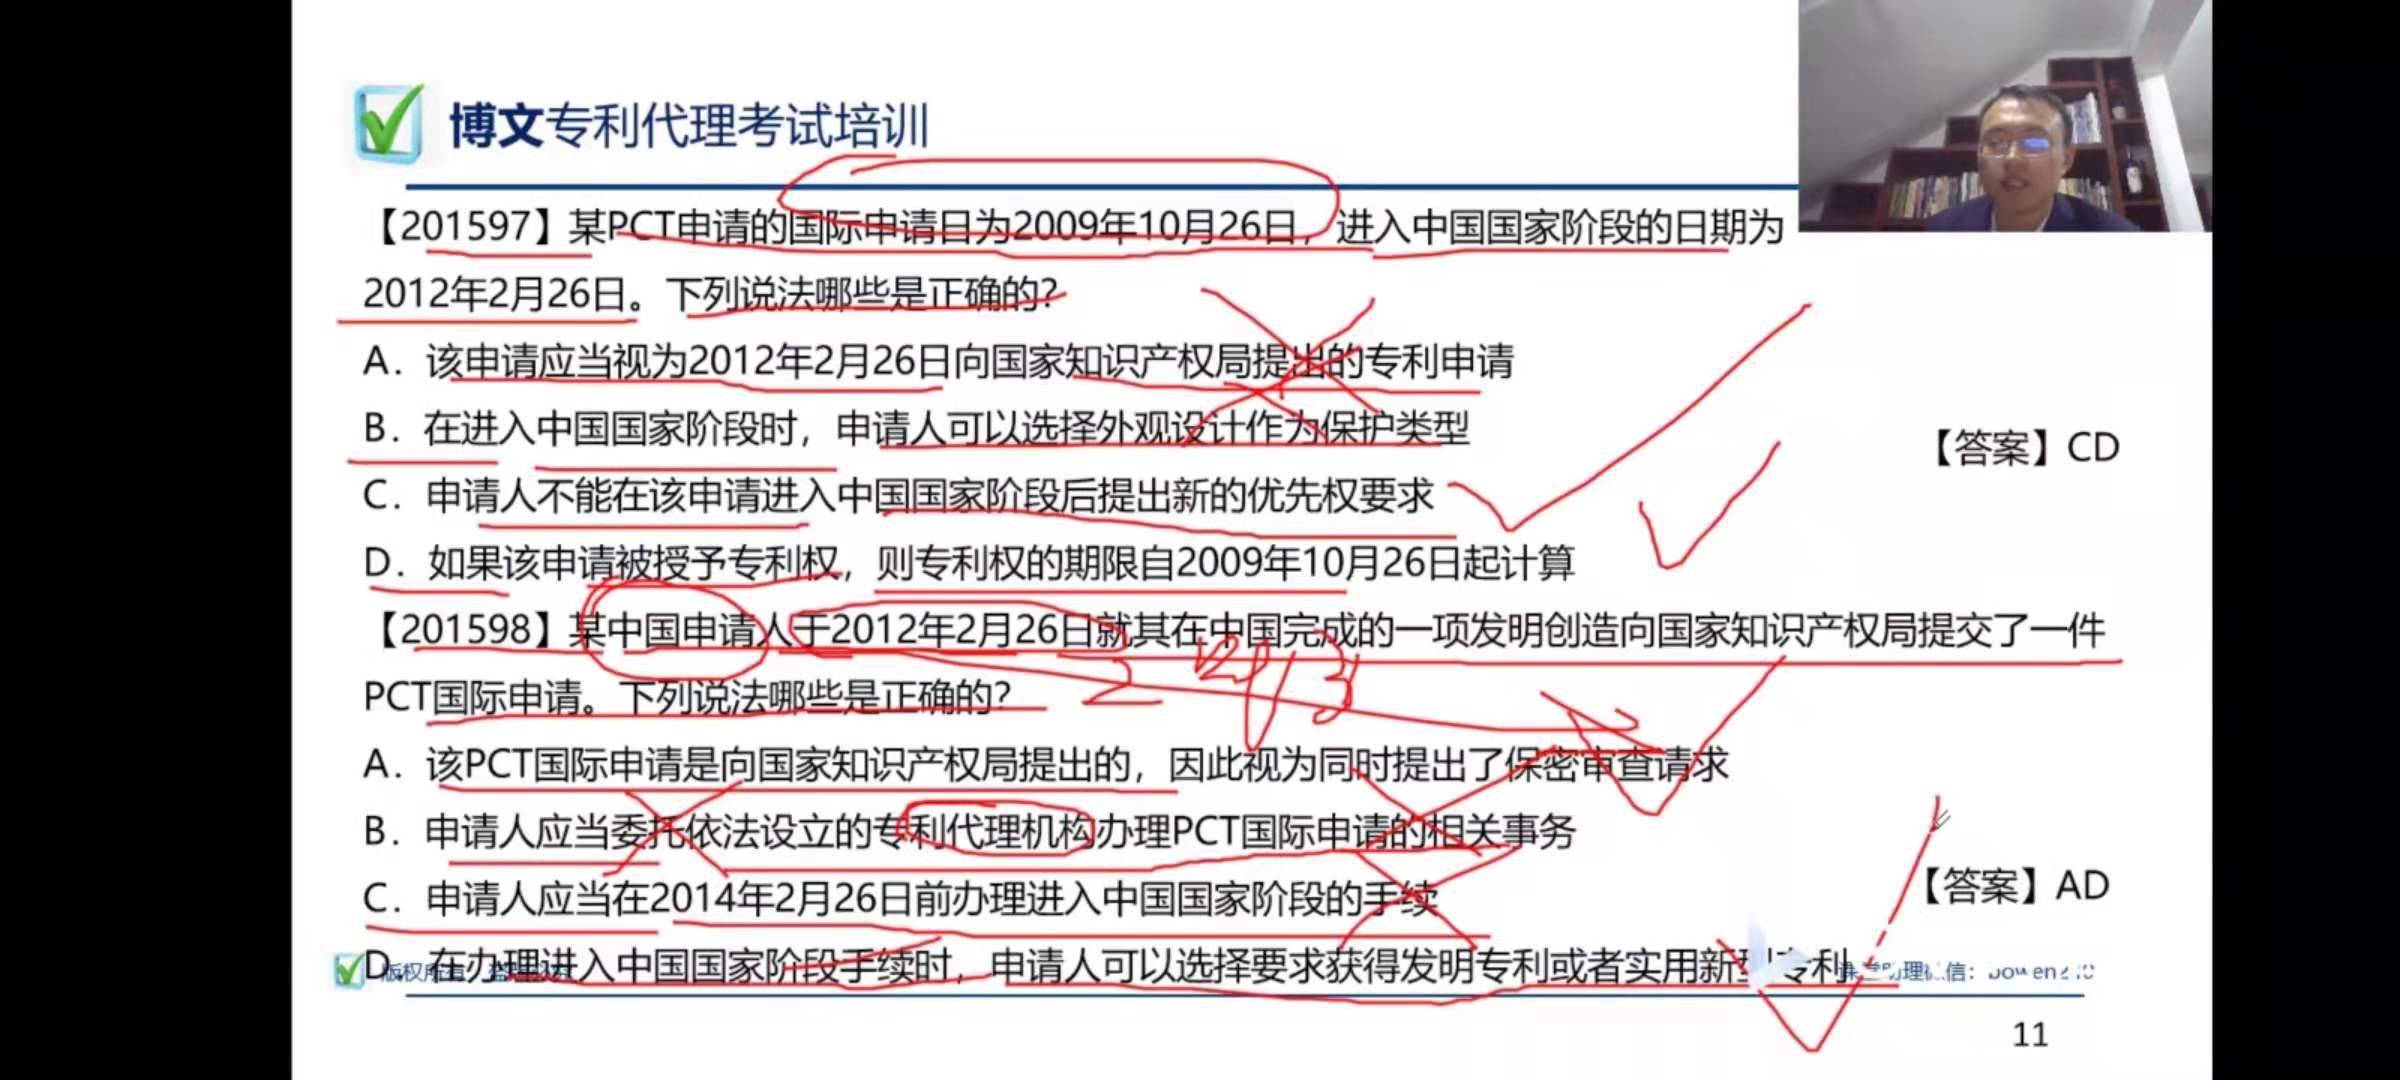 博文专利代理考试培训
【201597】某PCT申请的国际申请日为2009年10月26日，进入中国国家阶段的日期为
2012年2月26日。下列说法哪些是正确的?
A．该申请应当视为2012年2月26日向国家知识产权局提出的专利申请
B．在进入中国国家阶段时，申请人可以选择外观设计作为保护类型
【答案】CD
C．申请人不能在该申请进入中国国家阶段后提出新的优先权要求
D．如果该申请被授予专利权，则专利权的期限自2009年10月26日起计算
【201598】某中国申请人于2012年2月26日就其在中国完成的一项发明创造向国家知识产权局提交了一件
PCT国际申请。下列说法哪些是正确的?
A．该PCT国际申请是向国家知识产权局提出的，因此视为同时提出了保密审查请求
B．申请人应当委托依法设立的专利代理机构办理PCT国际申请的相关事务
C．申请人应当在2014年2月26日前办理进入中国国家阶段的手续
【答案】AD
D．在办理进入中国国家阶段手续时，申请人可以选择要求获得发明专利或者实用新型专利
11